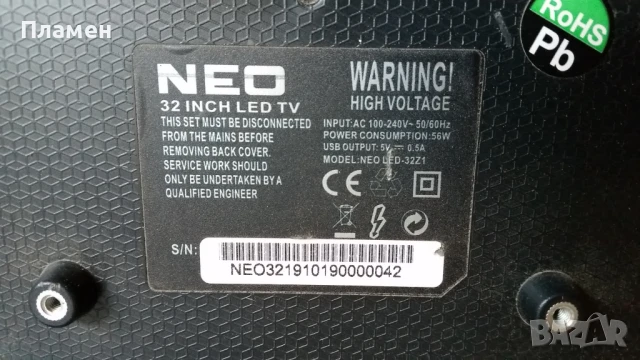 Пламен
RoHS
Pb
NEO
32 INCH LED TV
THIS SET MUST BE DISCONNECTED
FROM THE MAINS BEFORE
REMOVING BACK COVER.
SERVICE WORK SHOULD
ONLY BE UNDERTAKEN BY A
QUALIFIED ENGINEER
WARNING!
HIGH VOLTAGE
INPUT:AC 100-240V~ 50/60Hz
POWER CONSUMPTION:56W
USB OUTPUT: 5V⎓ 0.5A
MODEL:NEO LED-32Z1
CE
S/N:
NEO321910190000042
BAZAR